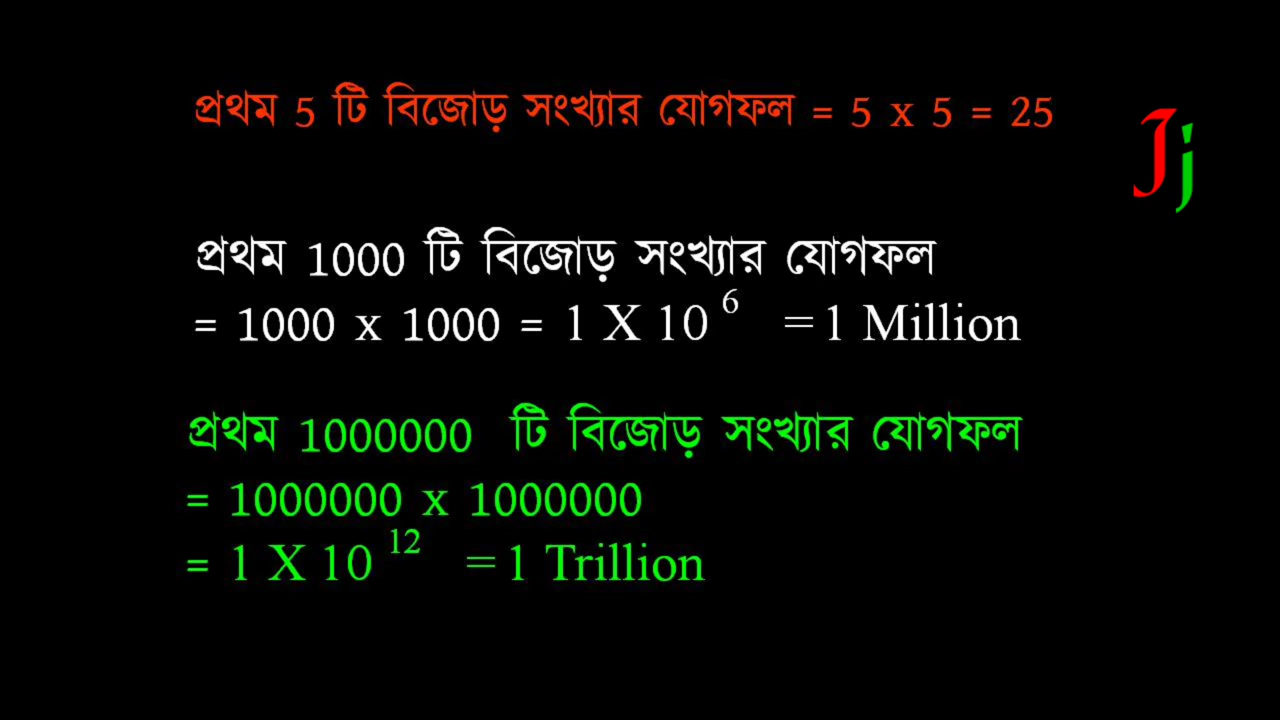 প্রথম 5 টি বিজোড় সংখ্যার যোগফল = 5 x 5 = 25
Jj
প্রথম 1000 টি বিজোড় সংখ্যার যোগফল
= 1000 x 1000 = 1 X 10 ⁶ = 1 Million
প্রথম 1000000 টি বিজোড় সংখ্যার যোগফল
= 1000000 x 1000000
= 1 X 10 ¹² = 1 Trillion